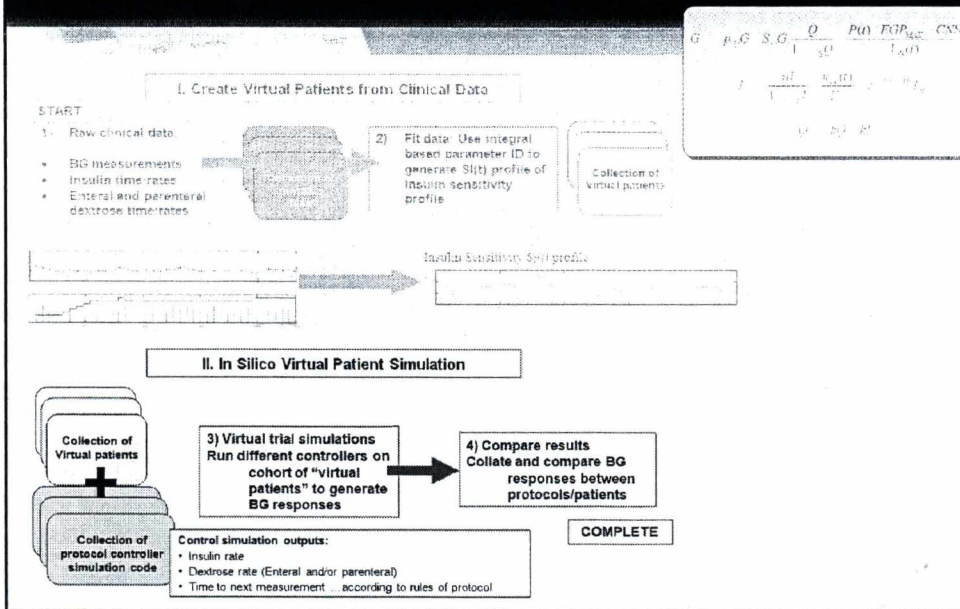 I. Create Virtual Patients from Clinical Data
START
1- Raw clinical data:
• BG measurements
• Insulin time-rates
• Enteral and parenteral
dextrose time-rates
2) Fit data: Use integral
based parameter ID to
generate SI(t) profile of
insulin sensitivity
profile
Collection of
virtual patients
Insulin Sensitivity profile
II. In Silico Virtual Patient Simulation
Collection of
Virtual patients
3) Virtual trial simulations
Run different controllers on
cohort of "virtual
patients" to generate
BG responses
4) Compare results
Collate and compare BG
responses between
protocols/patients
COMPLETE
Collection of
protocol controller
simulation code
Control simulation outputs:
• Insulin rate
• Dextrose rate (Enteral and/or parenteral)
• Time to next measurement ...according to rules of protocol